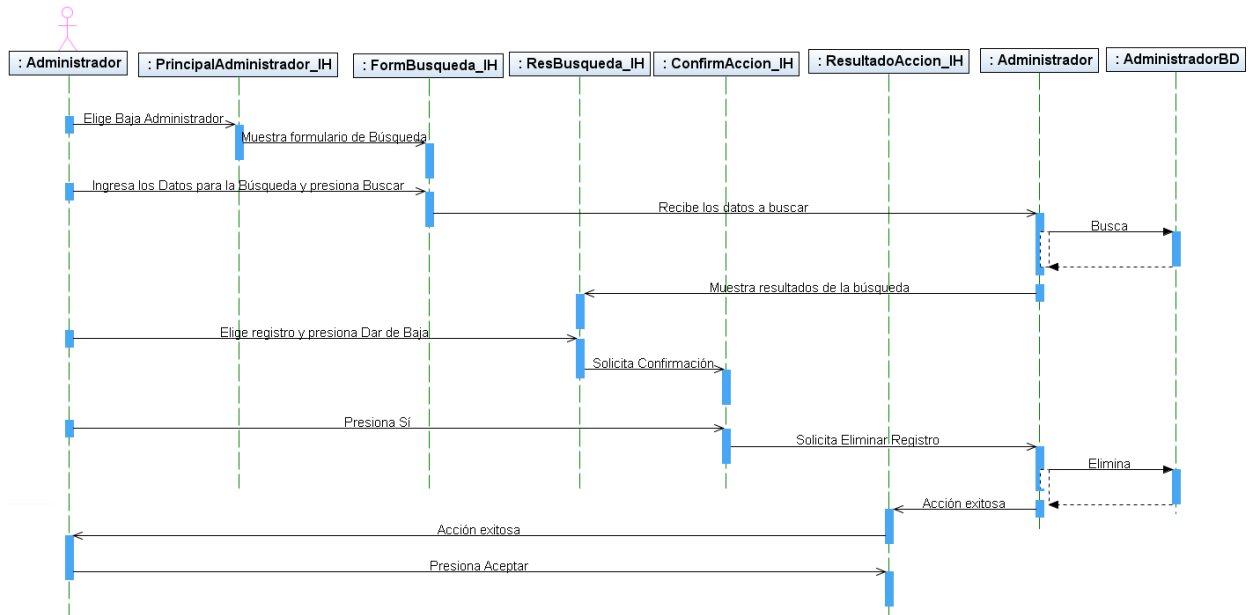 : Administrador
: PrincipalAdministrador_IH
: FormBusqueda_IH
: ResBusqueda_IH
: ConfirmAccion_IH
: ResultadoAccion_IH
: Administrador
: AdministradorBD
Elige Baja Administrador
Muestra formulario de Búsqueda
Ingresa los Datos para la Búsqueda y presiona Buscar
Recibe los datos a buscar
Busca
Muestra resultados de la búsqueda
Elige registro y presiona Dar de Baja
Solicita Confirmación
Presiona Sí
Solicita Eliminar Registro
Elimina
Acción exitosa
Acción exitosa
Presiona Aceptar